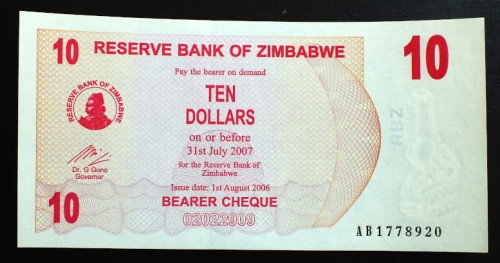 10
RESERVE BANK OF ZIMBABWE
10
Pay the bearer on demand
RESERVE BANK OF ZIMBABWE
TEN
DOLLARS
on or before
31st July 2007
for the Reserve Bank of
Zimbabwe
Dr. G Gono
Governor
Issue date: 1st August 2006
10
BEARER CHEQUE
02022909
RBZ
AB1778920